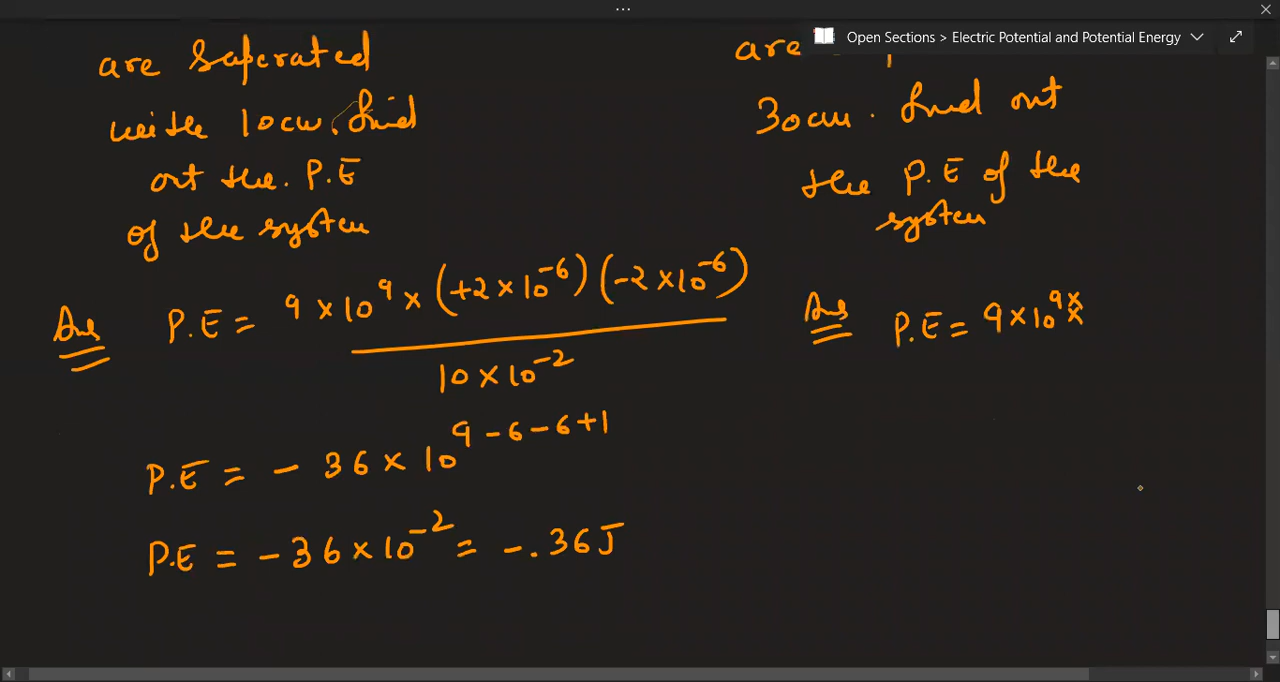 Open Sections > Electric Potential and Potential Energy
are Saperated
with 10cm. find
out the. P.E
of the system
are
30cm. find out
the P.E of the
system
Ans P.E = 9 × 10^9 × (+2 × 10^-6) (-2 × 10^-6)
10 × 10^-2
P.E = - 36 × 10^9-6-6+1
P.E = - 36 × 10^-2 = - .36 J
Ans P.E = 9 × 10^9 ×
×